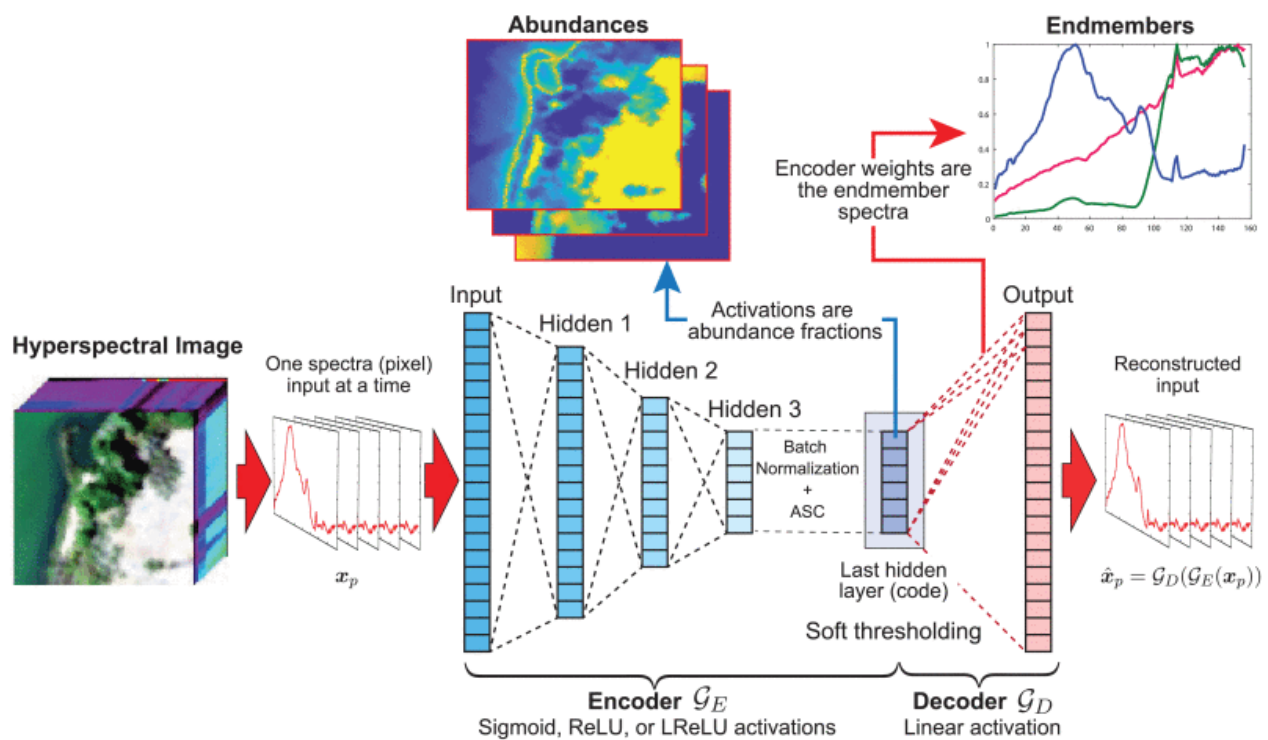 Abundances
Endmembers
1
0.8
0.6
0.4
0.2
0
0 20 40 60 80 100 120 140 160
Encoder weights are
the endmember
spectra
Activations are
abundance fractions
Hyperspectral Image
One spectra (pixel)
input at a time
x_p
Input
Hidden 1
Hidden 2
Hidden 3
Batch
Normalization
+
ASC
Last hidden
layer (code)
Soft thresholding
Output
Reconstructed
input
x̂_p = G_D(G_E(x_p))
Encoder G_E
Sigmoid, ReLU, or LReLU activations
Decoder G_D
Linear activation